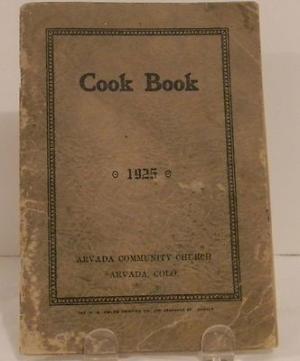 Cook Book
1925
ARVADA COMMUNITY CHURCH
ARVADA, COLO.